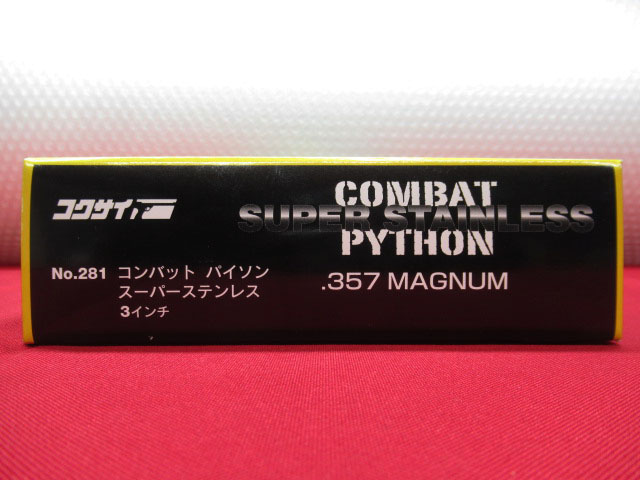 コクサイ
No.281 コンバット パイソン
スーパーステンレス
3インチ
COMBAT
SUPER STAINLESS
PYTHON
.357 MAGNUM